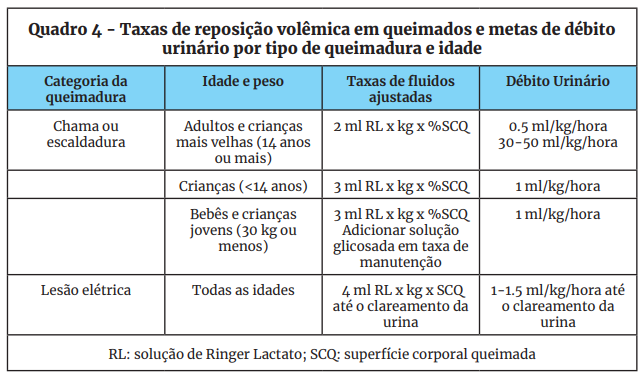 Quadro 4 - Taxas de reposição volêmica em queimados e metas de débito
urinário por tipo de queimadura e idade
Categoria da
queimadura
Idade e peso
Taxas de fluidos
ajustadas
Débito Urinário
Chama ou
escaldadura
Adultos e crianças
mais velhas (14 anos
ou mais)
2 ml RL x kg x %SCQ
0.5 ml/kg/hora
30-50 ml/kg/hora
Crianças (<14 anos)
3 ml RL x kg x %SCQ
1 ml/kg/hora
Bebês e crianças
jovens (30 kg ou
menos)
3 ml RL x kg x %SCQ
Adicionar solução
glicosada em taxa de
manutenção
1 ml/kg/hora
Lesão elétrica
Todas as idades
4 ml RL x kg x SCQ
até o clareamento da
urina
1-1.5 ml/kg/hora até
o clareamento da
urina
RL: solução de Ringer Lactato; SCQ: superfície corporal queimada